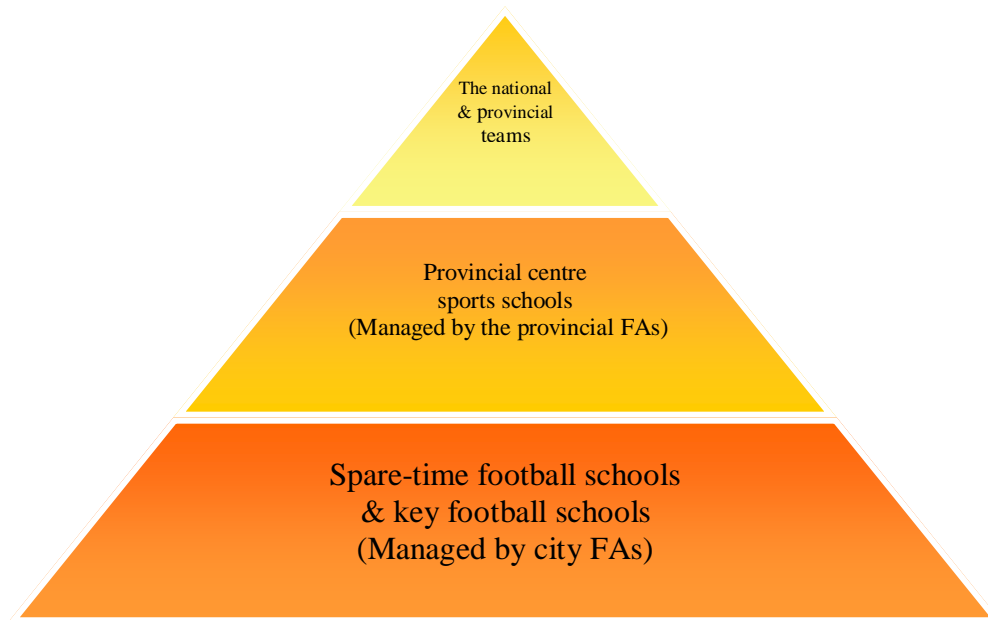 The national
& provincial
teams
Provincial centre
sports schools
(Managed by the provincial FAs)
Spare-time football schools
& key football schools
(Managed by city FAs)